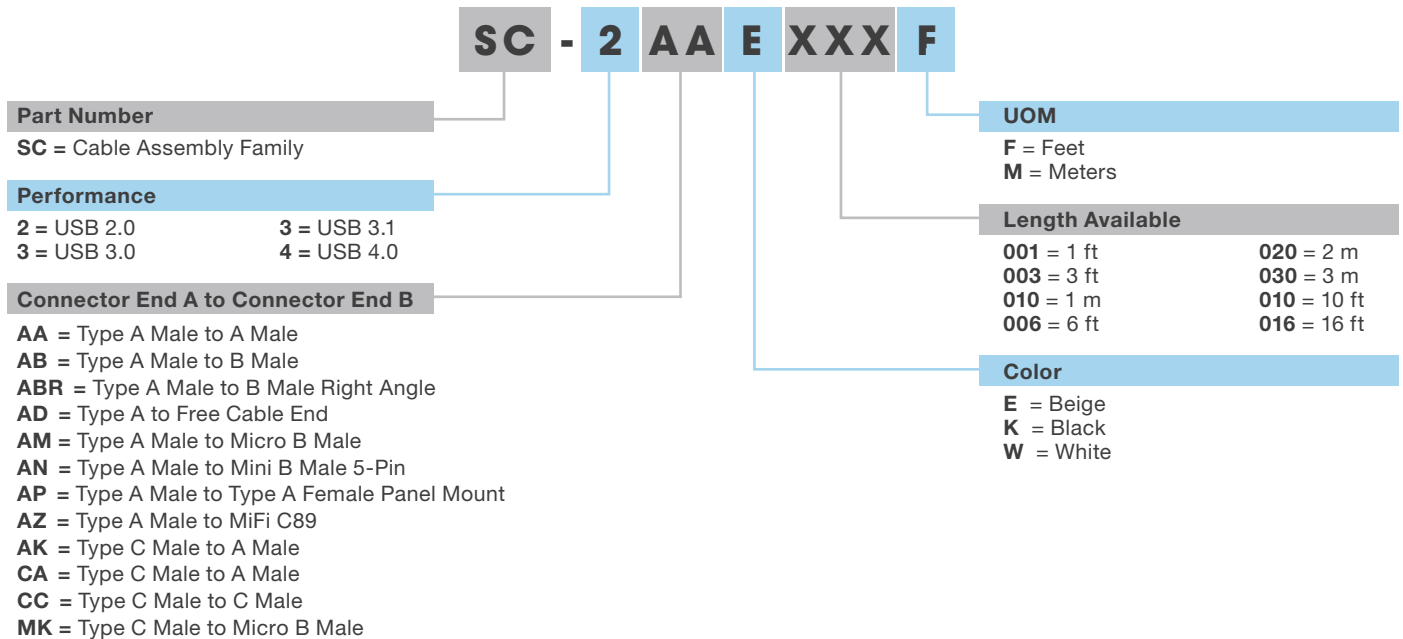 SC - 2 AA E XXX F
Part Number
SC = Cable Assembly Family
Performance
2 = USB 2.0 3 = USB 3.1
3 = USB 3.0 4 = USB 4.0
Connector End A to Connector End B
AA = Type A Male to A Male
AB = Type A Male to B Male
ABR = Type A Male to B Male Right Angle
AD = Type A to Free Cable End
AM = Type A Male to Micro B Male
AN = Type A Male to Mini B Male 5-Pin
AP = Type A Male to Type A Female Panel Mount
AZ = Type A Male to MiFi C89
AK = Type C Male to A Male
CA = Type C Male to A Male
CC = Type C Male to C Male
MK = Type C Male to Micro B Male
UOM
F = Feet
M = Meters
Length Available
001 = 1 ft 020 = 2 m
003 = 3 ft 030 = 3 m
010 = 1 m 010 = 10 ft
006 = 6 ft 016 = 16 ft
Color
E = Beige
K = Black
W = White